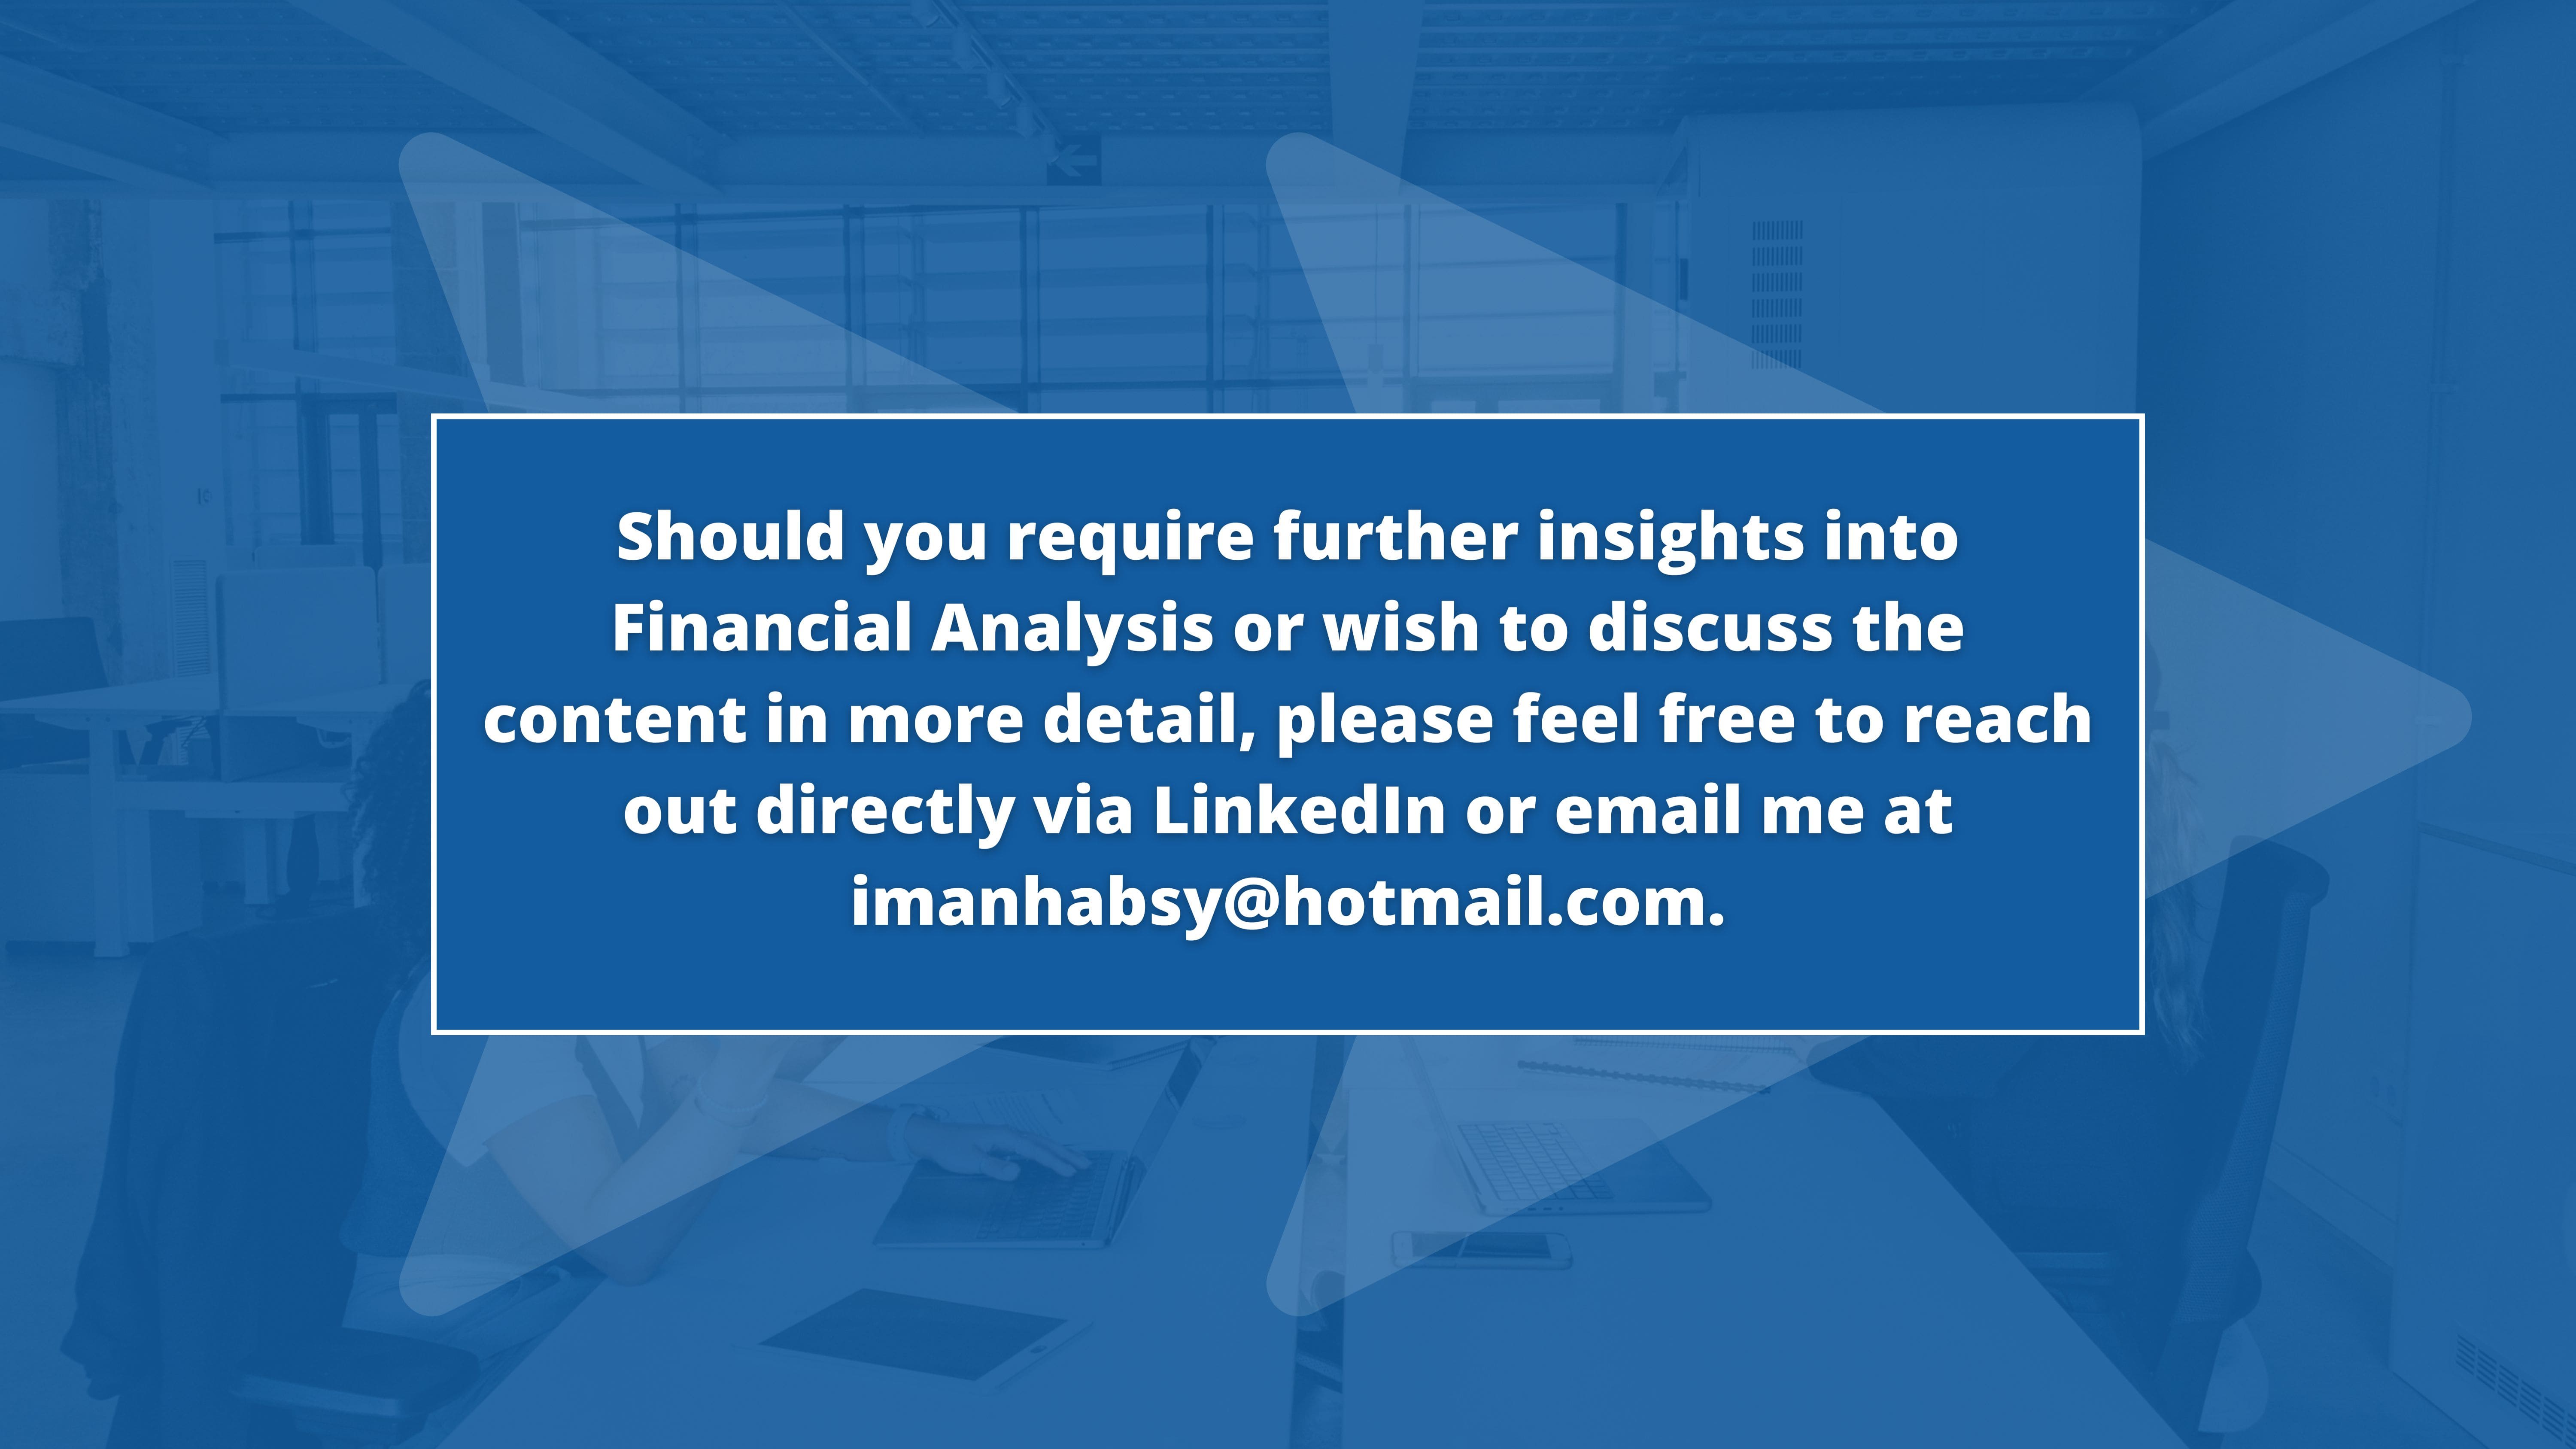 Should you require further insights into
Financial Analysis or wish to discuss the
content in more detail, please feel free to reach
out directly via LinkedIn or email me at
imanhabsy@hotmail.com.